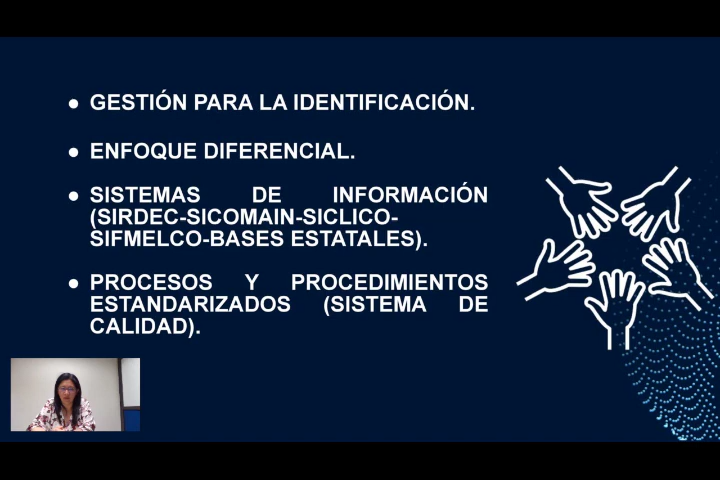 ● GESTIÓN PARA LA IDENTIFICACIÓN.
● ENFOQUE DIFERENCIAL.
● SISTEMAS DE INFORMACIÓN
(SIRDEC-SICOMAIN-SICLICO-
SIFMELCO-BASES ESTATALES).
● PROCESOS Y PROCEDIMIENTOS
ESTANDARIZADOS (SISTEMA DE
CALIDAD).